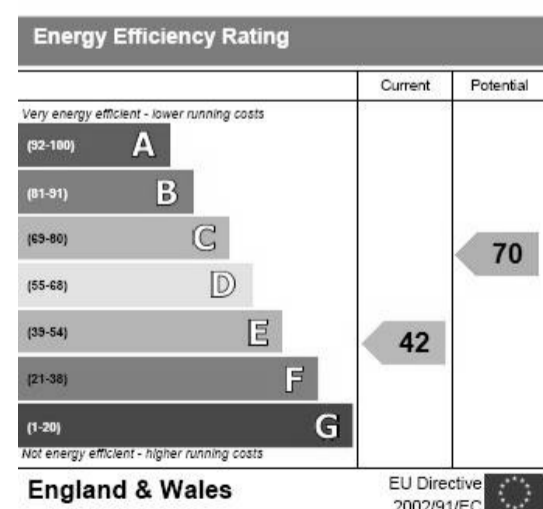 Energy Efficiency Rating
Current Potential
Very energy efficient - lower running costs
(92-100) A
(81-91) B
(69-80) C
70
(55-68) D
(39-54) E
42
(21-38) F
(1-20) G
Not energy efficient - higher running costs
England & Wales
EU Directive
2002/91/EC